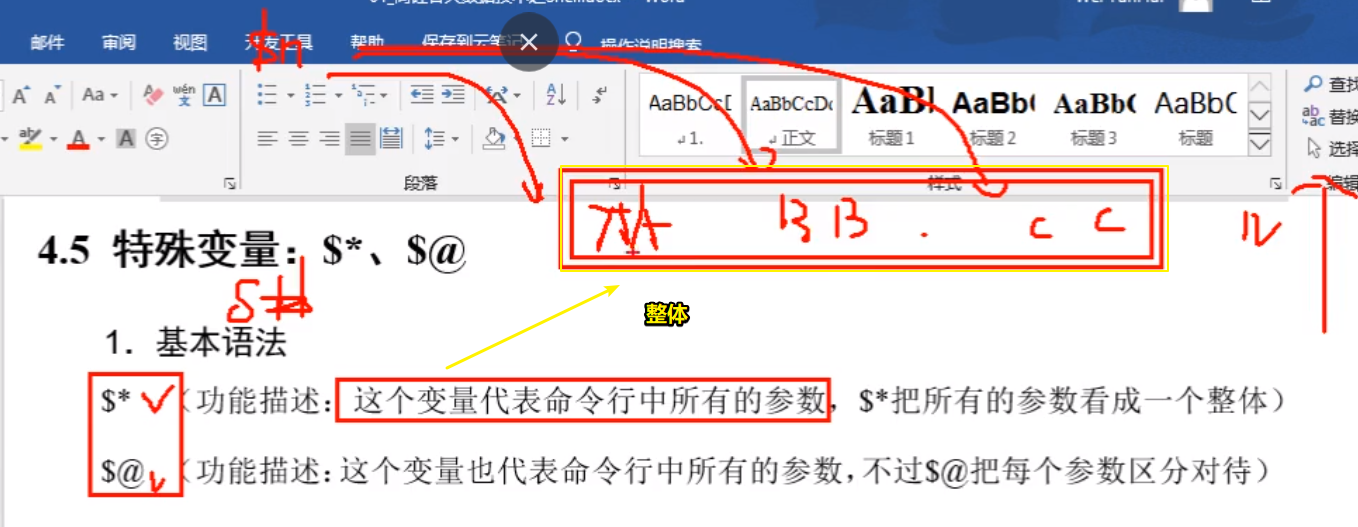 邮件 审阅 视图 开发工具 帮助 保存到云笔记 操作说明搜索
$n
Aa wén A 查找
AaBbCcD AaBbCcDd AaBl AaBb( AaBb( AaBbC 替换
1. 正文 标题 1 标题 2 标题 3 标题 选择
段落 样式 编辑
AA BB . C C N
4.5 特殊变量：$*、$@
$#
整体
1．基本语法
$* （功能描述：这个变量代表命令行中所有的参数，$*把所有的参数看成一个整体）
$@ （功能描述：这个变量也代表命令行中所有的参数，不过$@把每个参数区分对待）